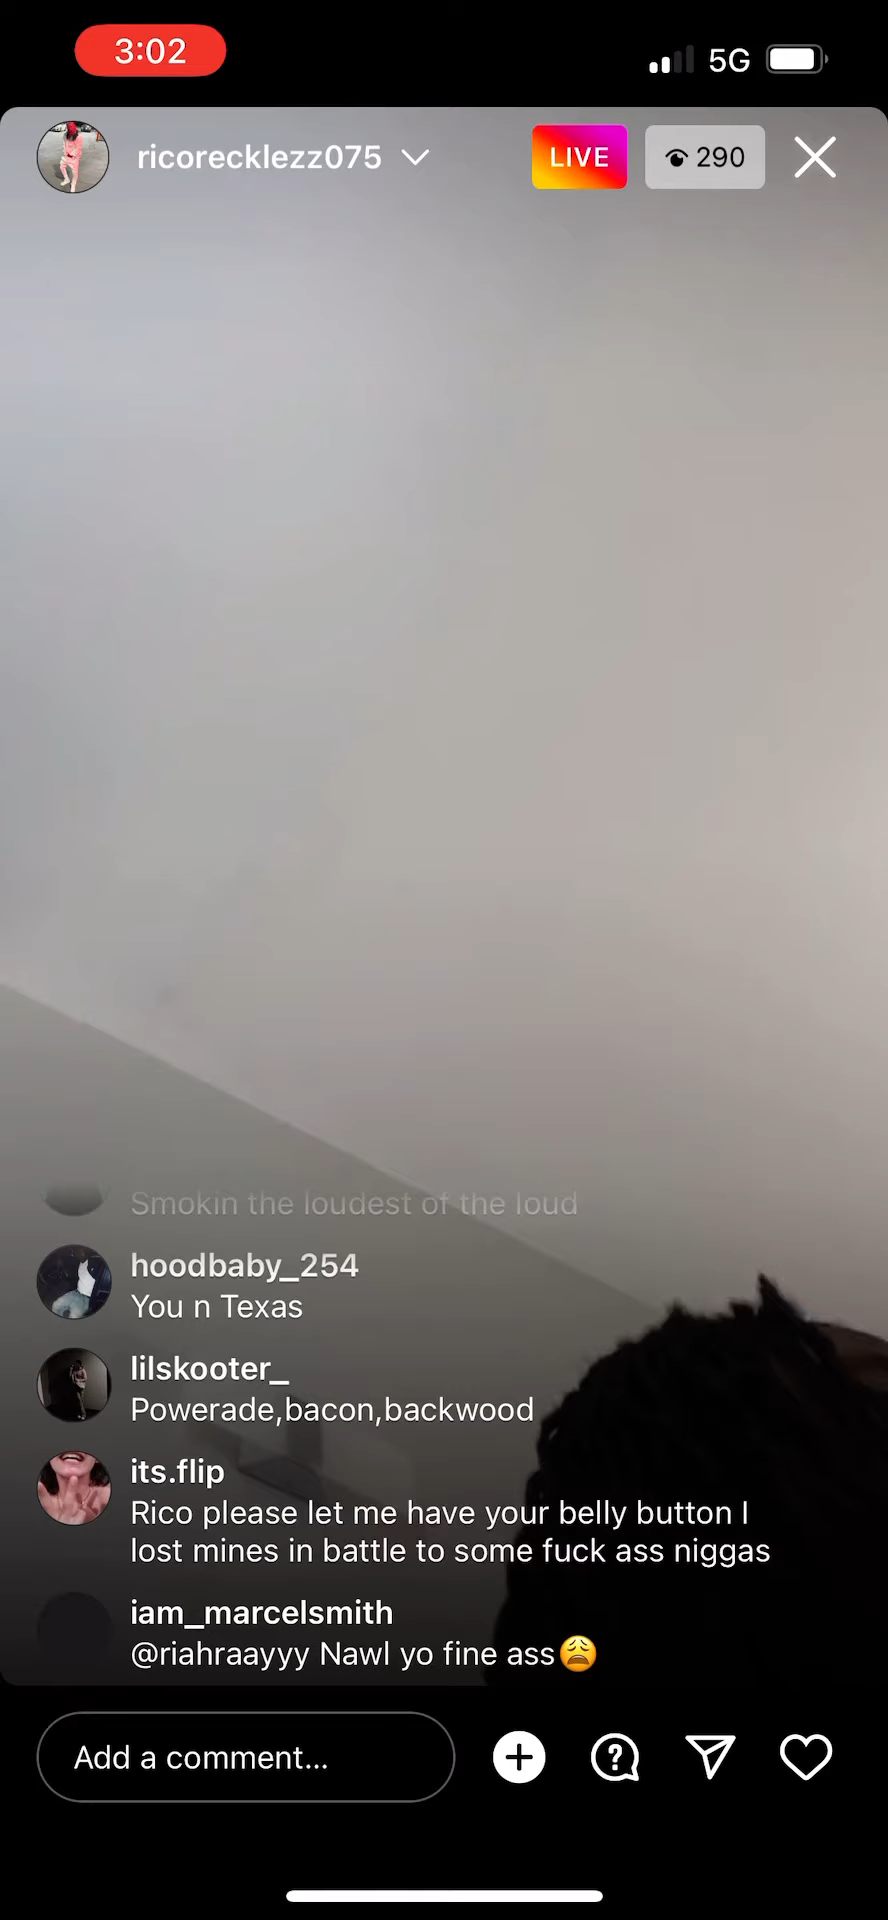 3:02
5G
ricorecklezz075
LIVE
290
Smokin the loudest of the loud
hoodbaby_254
You n Texas
lilskooter_
Powerade,bacon,backwood
its.flip
Rico please let me have your belly button I
lost mines in battle to some fuck ass niggas
iam_marcelsmith
@riahraayyy Nawl yo fine ass😩
Add a comment...